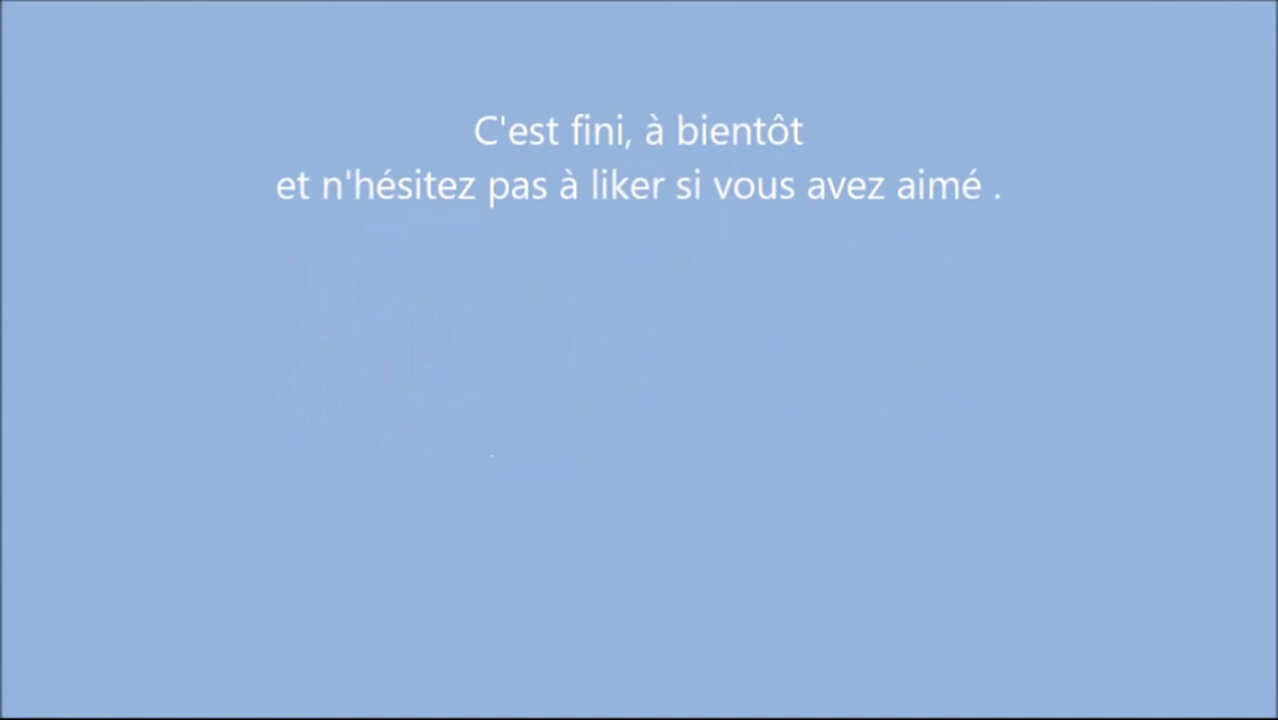 C'est fini, à bientôt
et n'hésitez pas à liker si vous avez aimé .